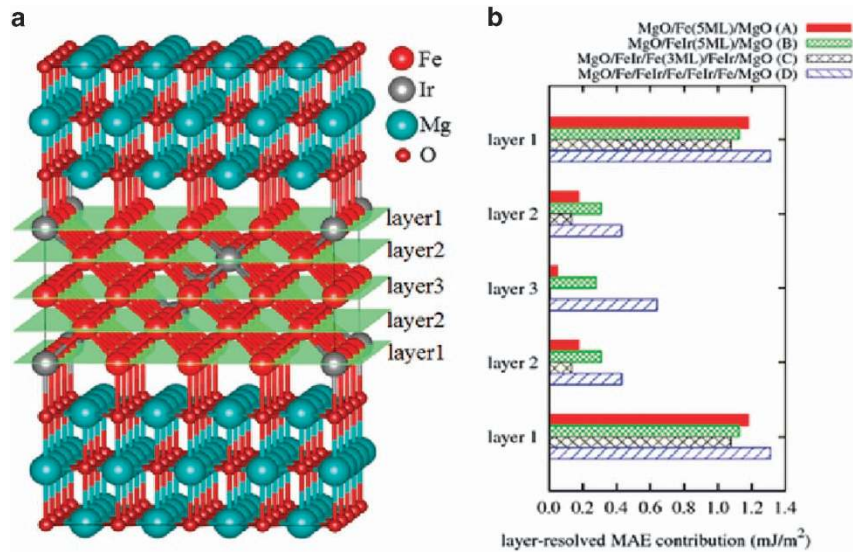 a
Fe
Ir
Mg
O
layer1
layer2
layer3
layer2
layer1
b
MgO/Fe(5ML)/MgO (A)
MgO/FeIr(5ML)/MgO (B)
MgO/FeIr/Fe(3ML)/FeIr/MgO (C)
MgO/Fe/FeIr/Fe/FeIr/Fe/MgO (D)
layer 1
layer 2
layer 3
layer 2
layer 1
0.0 0.2 0.4 0.6 0.8 1.0 1.2 1.4
layer-resolved MAE contribution (mJ/m²)